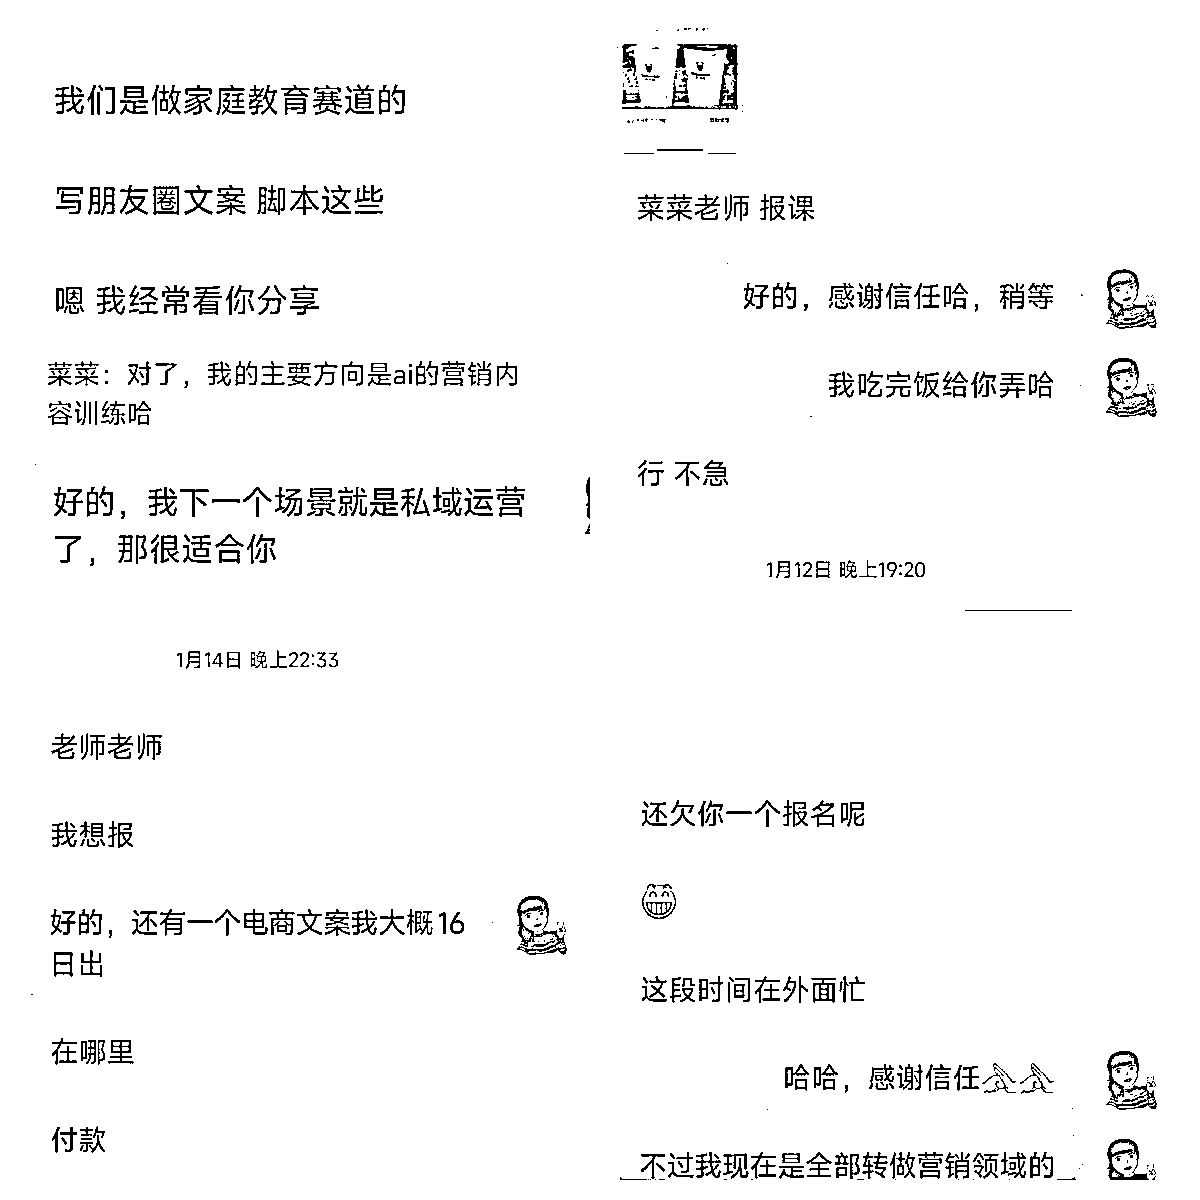 我们是做家庭教育赛道的
写朋友圈文案 脚本这些
嗯 我经常看你分享
菜菜：对了，我的主要方向是ai的营销内
容训练哈
好的，我下一个场景就是私域运营
了，那很适合你
1月14日 晚上22:33
老师老师
我想报
好的，还有一个电商文案我大概16
日出
在哪里
付款
菜菜老师 报课
好的，感谢信任哈，稍等
我吃完饭给你弄哈
行 不急
1月12日 晚上19:20
还欠你一个报名呢
这段时间在外面忙
哈哈，感谢信任
不过我现在是全部转做营销领域的